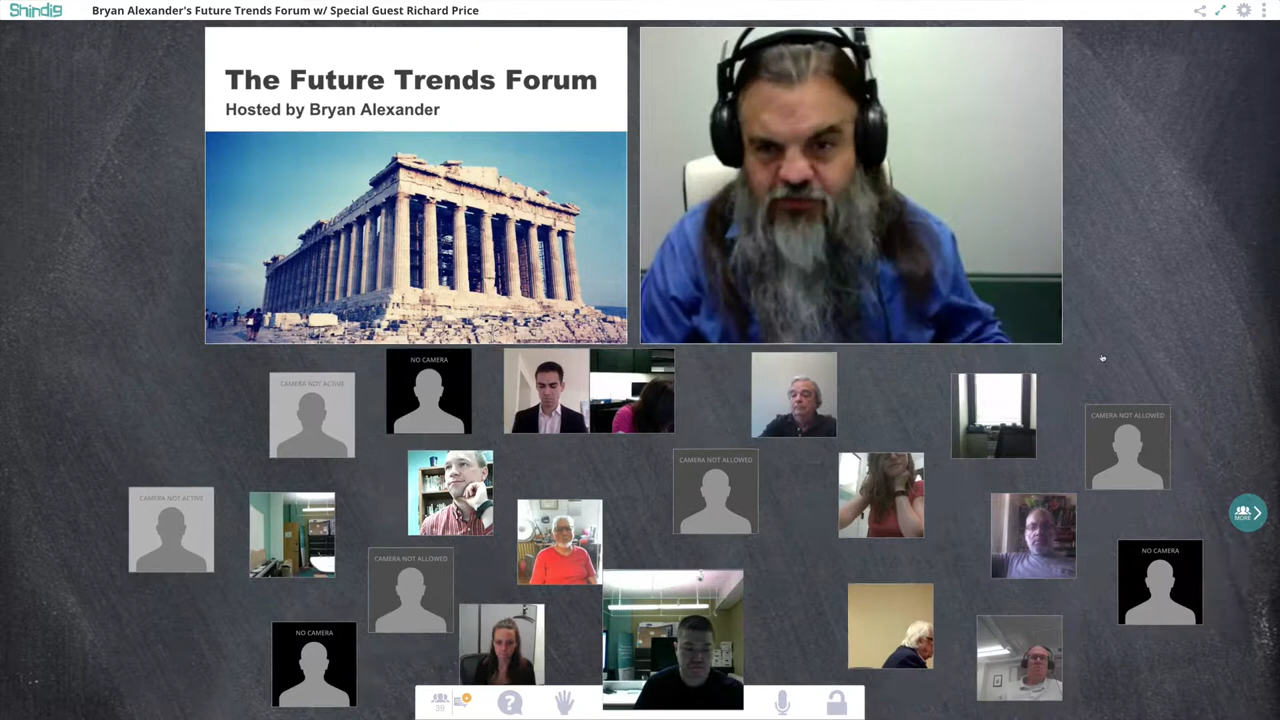 Shindig
Bryan Alexander's Future Trends Forum w/ Special Guest Richard Price
The Future Trends Forum
Hosted by Bryan Alexander
CAMERA NOT ACTIVE
NO CAMERA
CAMERA NOT ALLOWED
CAMERA NOT ALLOWED
CAMERA NOT ACTIVE
MORE
CAMERA NOT ALLOWED
NO CAMERA
NO CAMERA
39